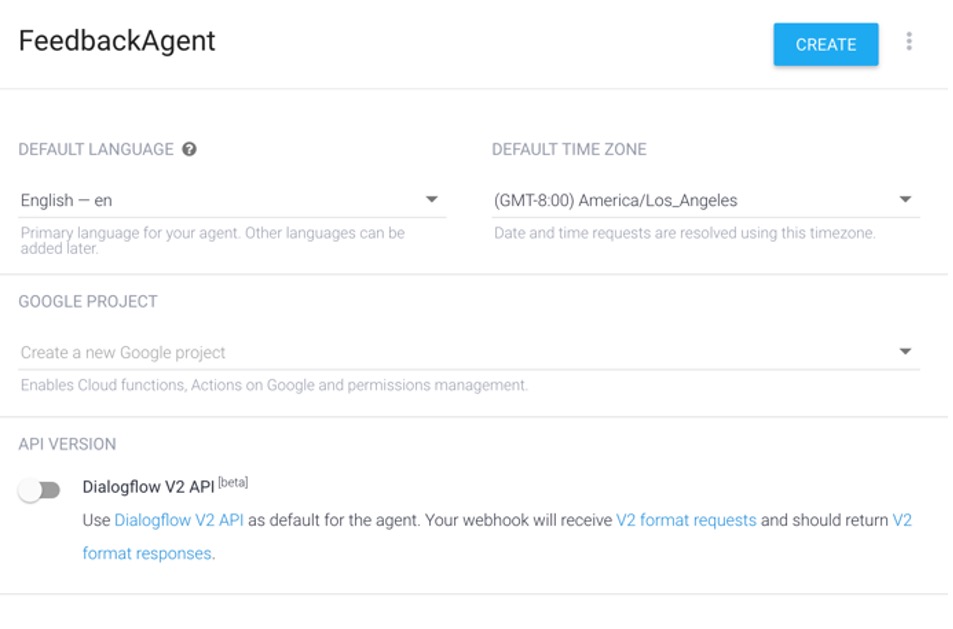 FeedbackAgent
CREATE
DEFAULT LANGUAGE ?
DEFAULT TIME ZONE
English — en
(GMT-8:00) America/Los_Angeles
Primary language for your agent. Other languages can be
added later.
Date and time requests are resolved using this timezone.
GOOGLE PROJECT
Create a new Google project
Enables Cloud functions, Actions on Google and permissions management.
API VERSION
Dialogflow V2 API [beta]
Use Dialogflow V2 API as default for the agent. Your webhook will receive V2 format requests and should return V2
format responses.